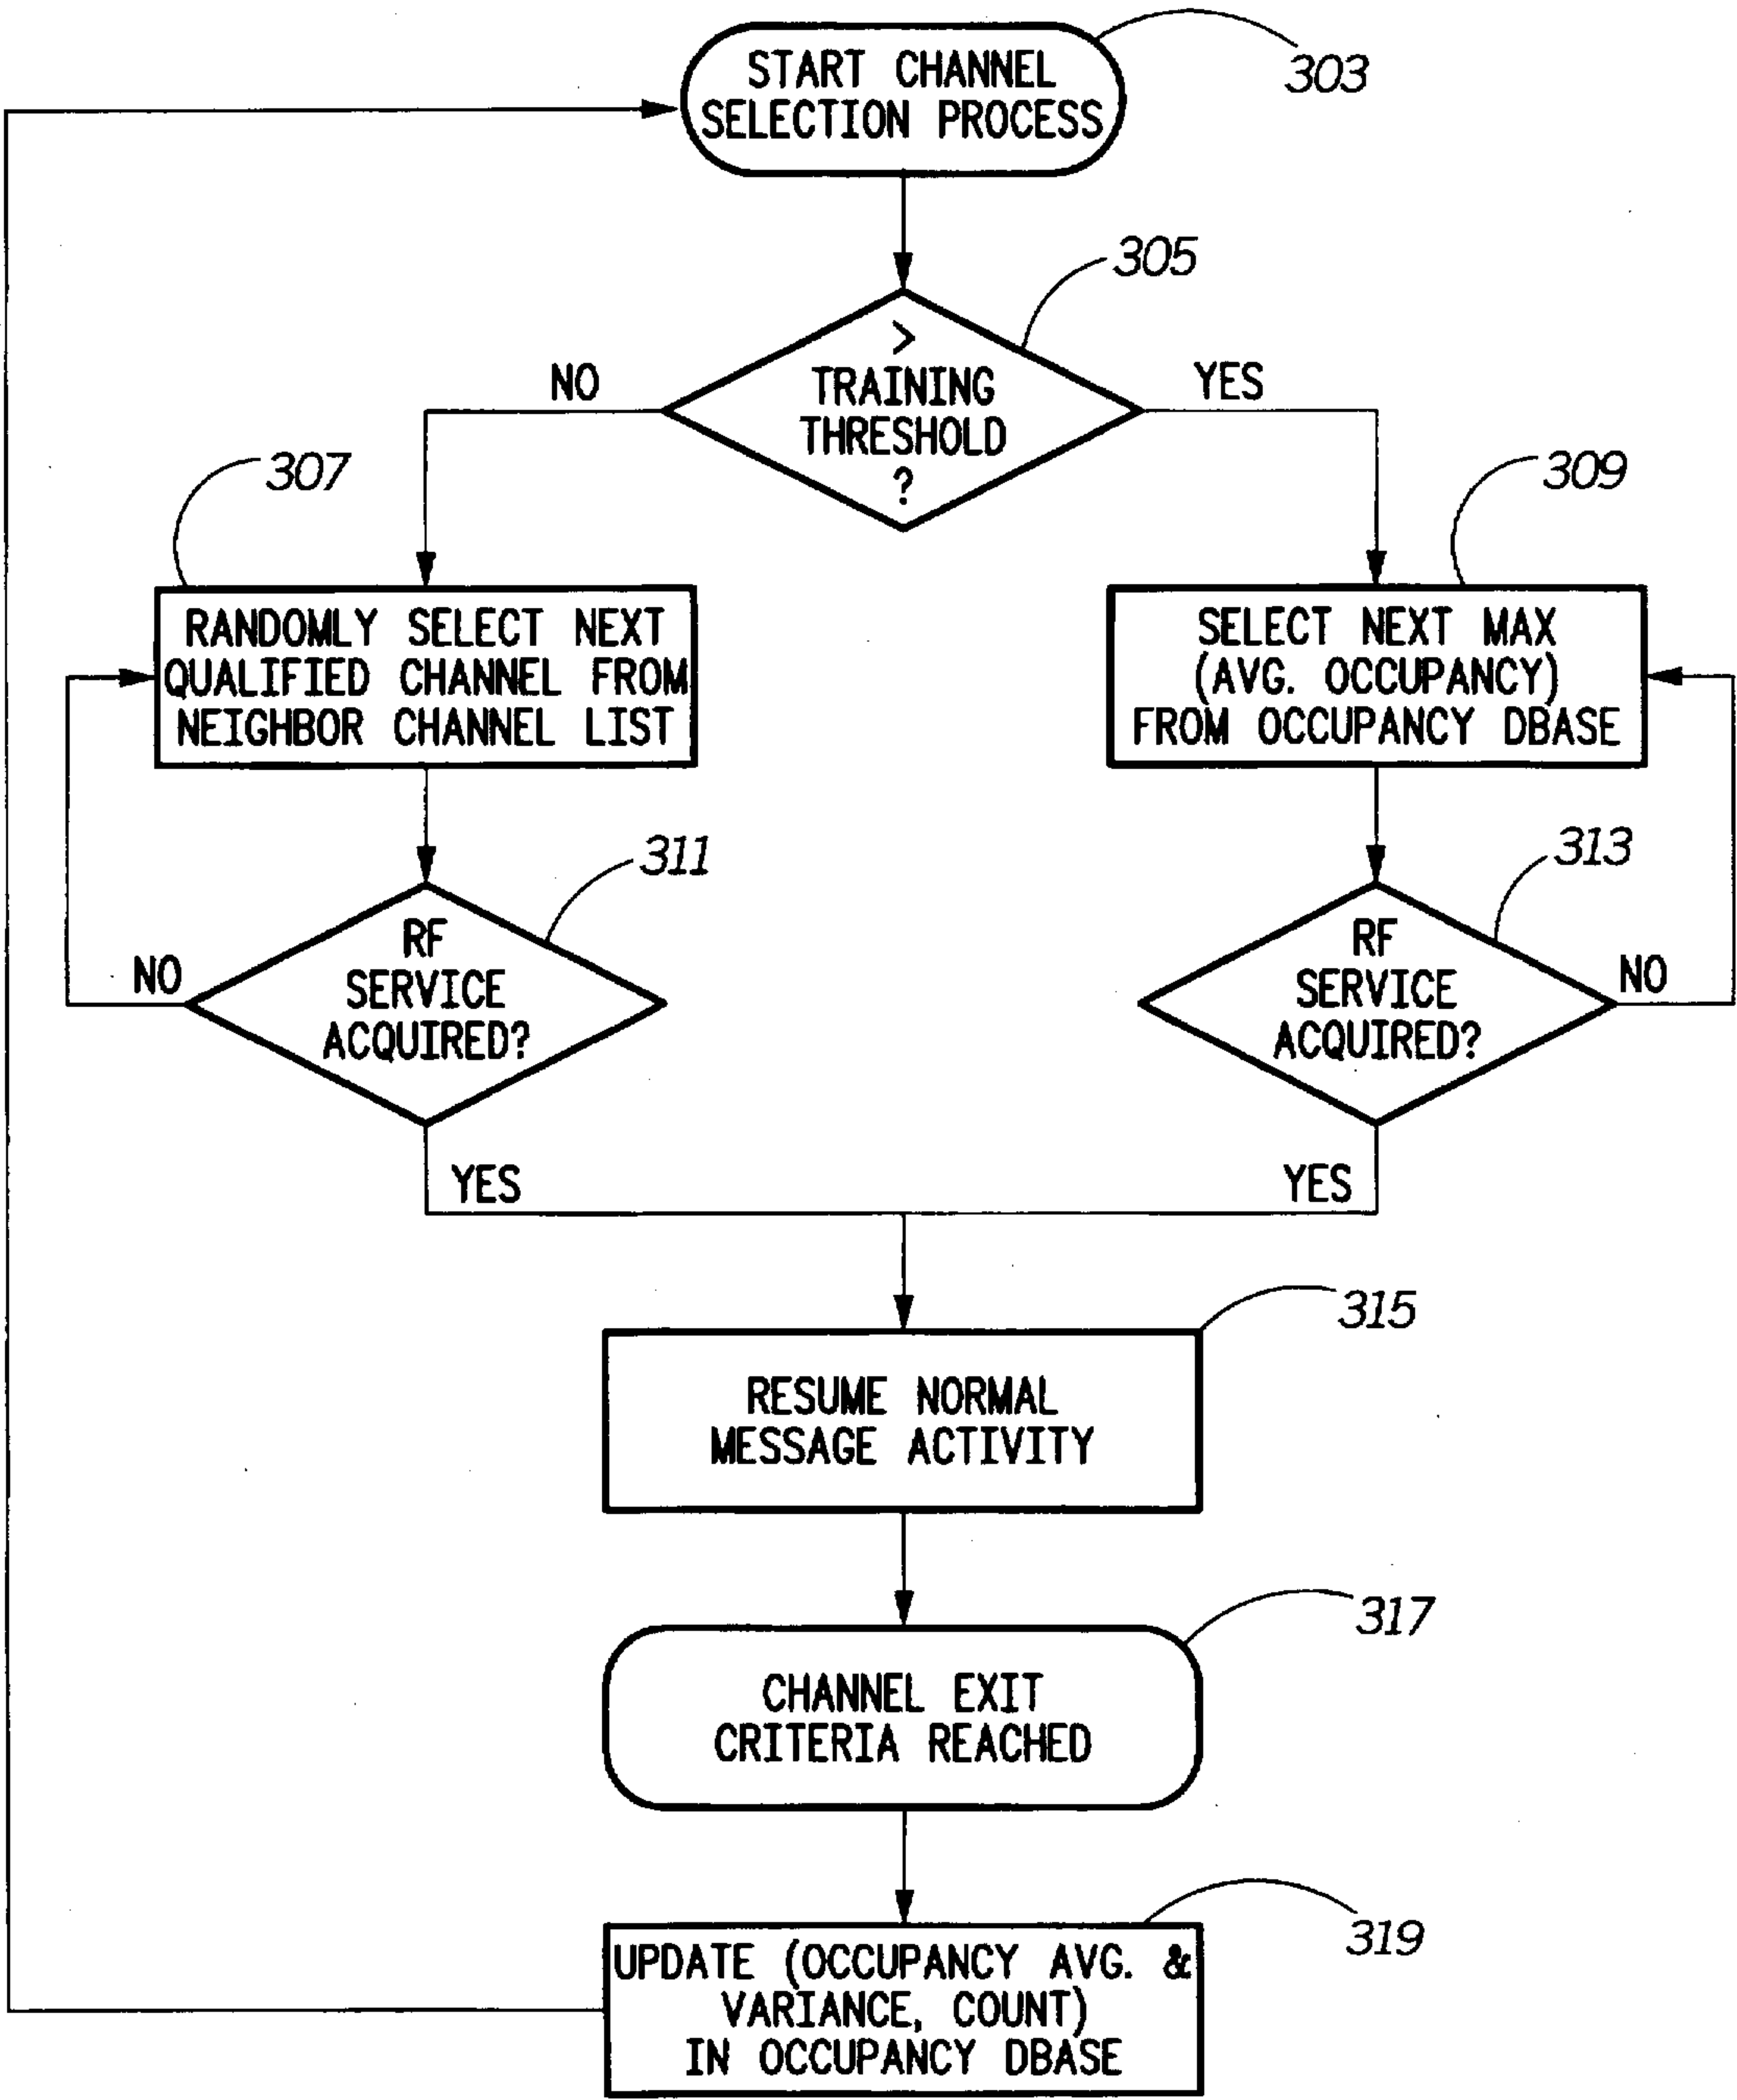 START CHANNEL
SELECTION PROCESS
303
305
>
TRAINING
THRESHOLD
?
NO
YES
307
309
RANDOMLY SELECT NEXT
QUALIFIED CHANNEL FROM
NEIGHBOR CHANNEL LIST
SELECT NEXT MAX
(AVG. OCCUPANCY)
FROM OCCUPANCY DBASE
311
313
RF
SERVICE
ACQUIRED?
NO
RF
SERVICE
ACQUIRED?
NO
YES
YES
315
RESUME NORMAL
MESSAGE ACTIVITY
317
CHANNEL EXIT
CRITERIA REACHED
319
UPDATE (OCCUPANCY AVG. &
VARIANCE, COUNT)
IN OCCUPANCY DBASE